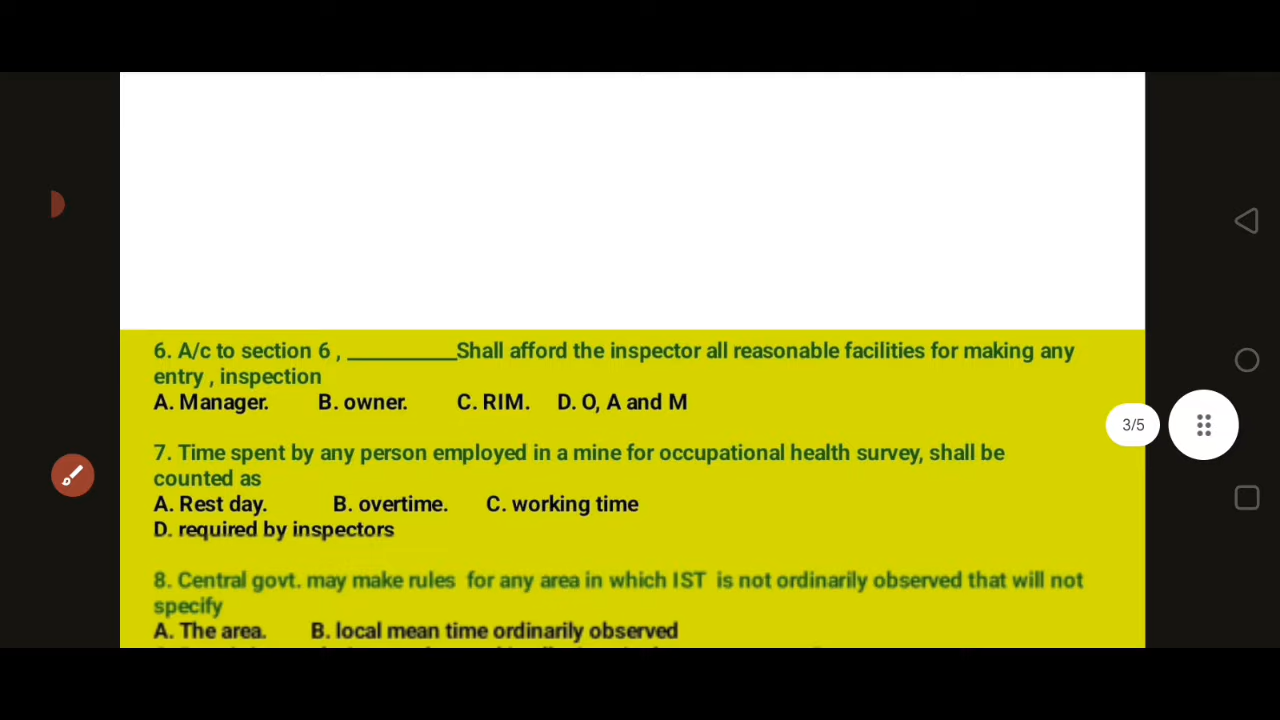 6. A/c to section 6 , __________Shall afford the inspector all reasonable facilities for making any
entry , inspection
A. Manager. B. owner. C. RIM. D. O, A and M
7. Time spent by any person employed in a mine for occupational health survey, shall be
counted as
A. Rest day. B. overtime. C. working time
D. required by inspectors
8. Central govt. may make rules for any area in which IST is not ordinarily observed that will not
specify
A. The area. B. local mean time ordinarily observed
3/5